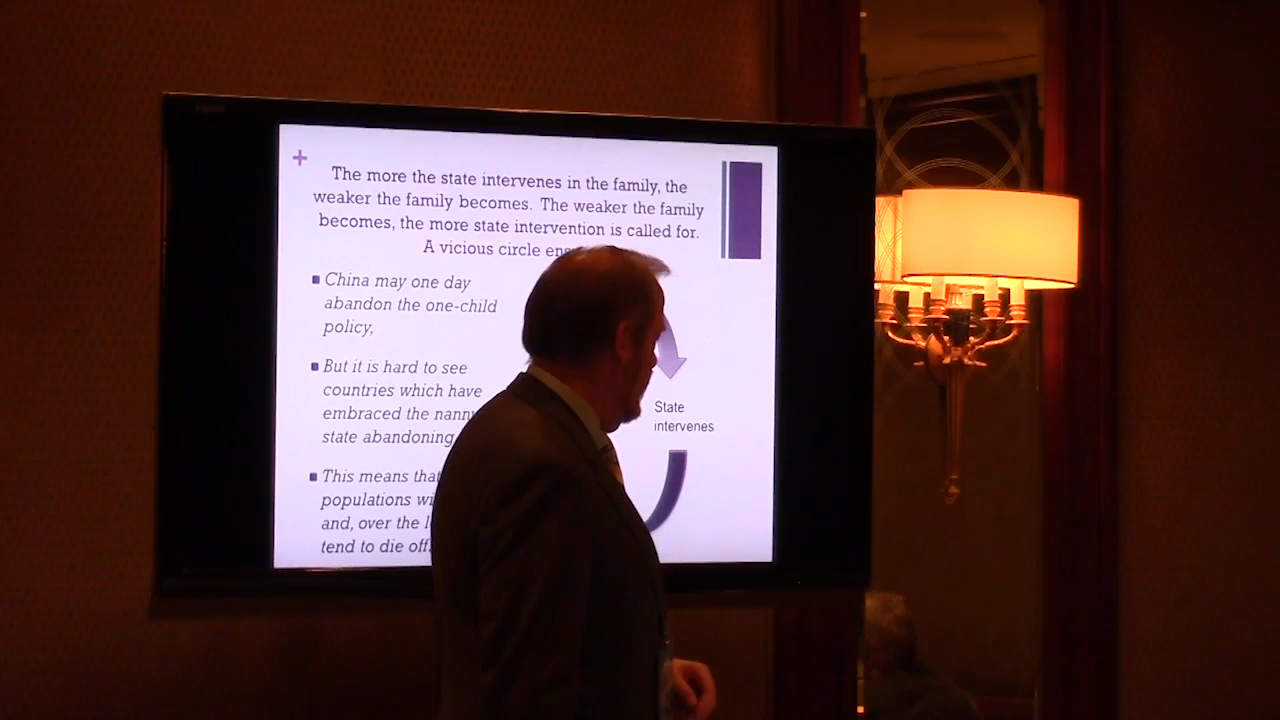 The more the state intervenes in the family, the
weaker the family becomes. The weaker the family
becomes, the more state intervention is called for.
A vicious circle
China may one day
abandon the one-child
policy,
But it is hard to see
countries which have
embraced the
state abandoning
This means that
populations
and, over the
tend to die off.
State
intervenes